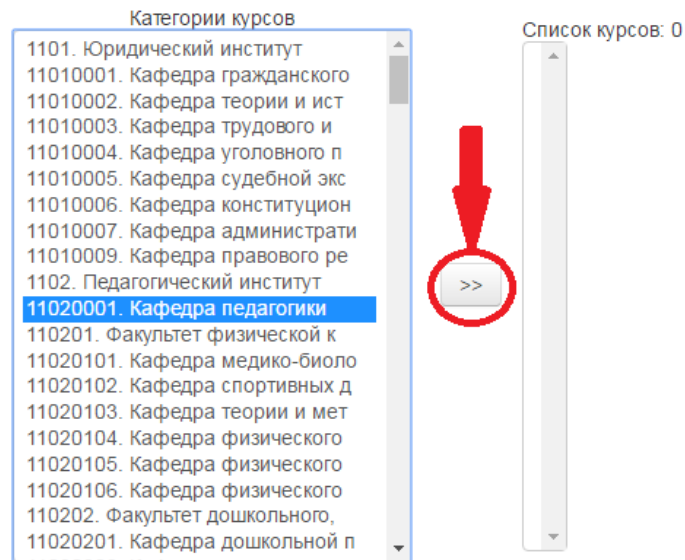 Категории курсов
Список курсов: 0
1101. Юридический институт
11010001. Кафедра гражданского
11010002. Кафедра теории и ист
11010003. Кафедра трудового и
11010004. Кафедра уголовного п
11010005. Кафедра судебной экс
11010006. Кафедра конституцион
11010007. Кафедра администрати
11010009. Кафедра правового ре
1102. Педагогический институт
>>
11020001. Кафедра педагогики
110201. Факультет физической к
11020101. Кафедра медико-биоло
11020102. Кафедра спортивных д
11020103. Кафедра теории и мет
11020104. Кафедра физического
11020105. Кафедра физического
11020106. Кафедра физического
110202. Факультет дошкольного,
11020201. Кафедра дошкольной п